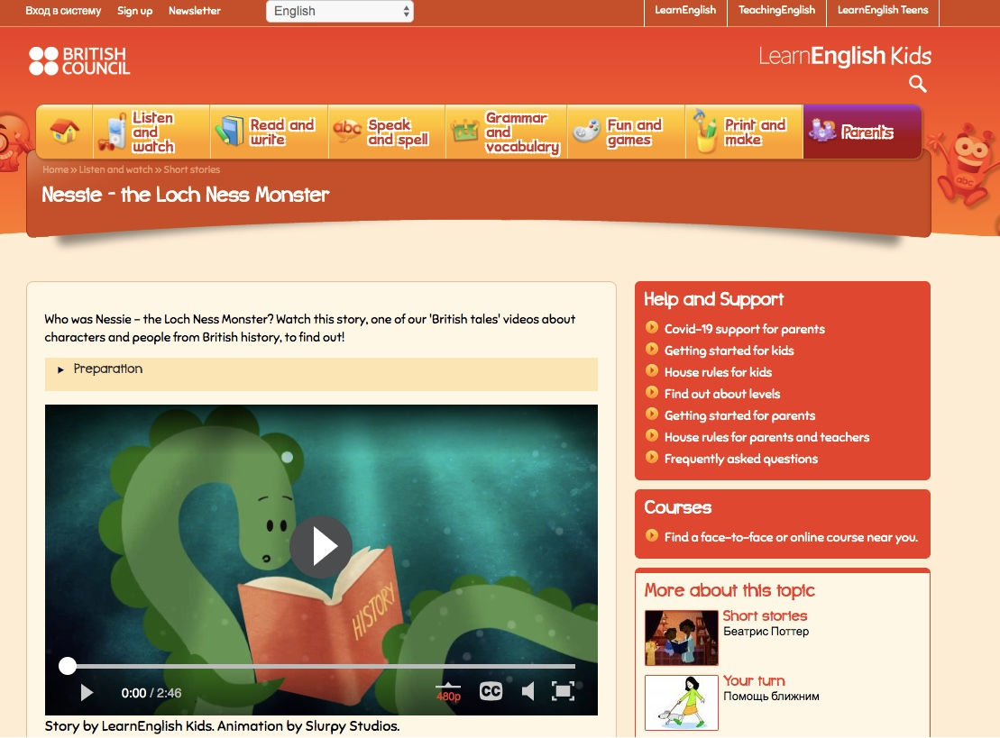 Вход в систему Sign up Newsletter English LearnEnglish TeachingEnglish LearnEnglish Teens
BRITISH
COUNCIL
LearnEnglish Kids
Listen
and
watch
Read and
write
abc
Speak
and spell
Grammar
and
vocabulary
Fun and
games
Print and
make
Parents
abc
Home » Listen and watch » Short stories
Nessie - the Loch Ness Monster
Who was Nessie – the Loch Ness Monster? Watch this story, one of our 'British tales' videos about
characters and people from British history, to find out!
Preparation
HISTORY
0:00 / 2:46 480p CC
Story by LearnEnglish Kids. Animation by Slurpy Studios.
Help and Support
Covid-19 support for parents
Getting started for kids
House rules for kids
Find out about levels
Getting started for parents
House rules for parents and teachers
Frequently asked questions
Courses
Find a face-to-face or online course near you.
More about this topic
Short stories
Беатрис Поттер
Your turn
Помощь ближним